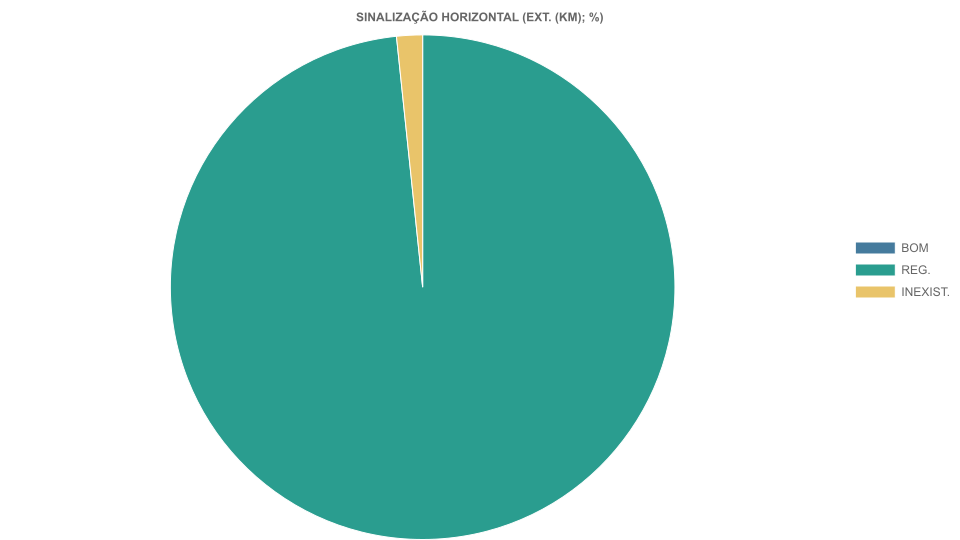 SINALIZAÇÃO HORIZONTAL (EXT. (KM); %)
BOM
REG.
INEXIST.